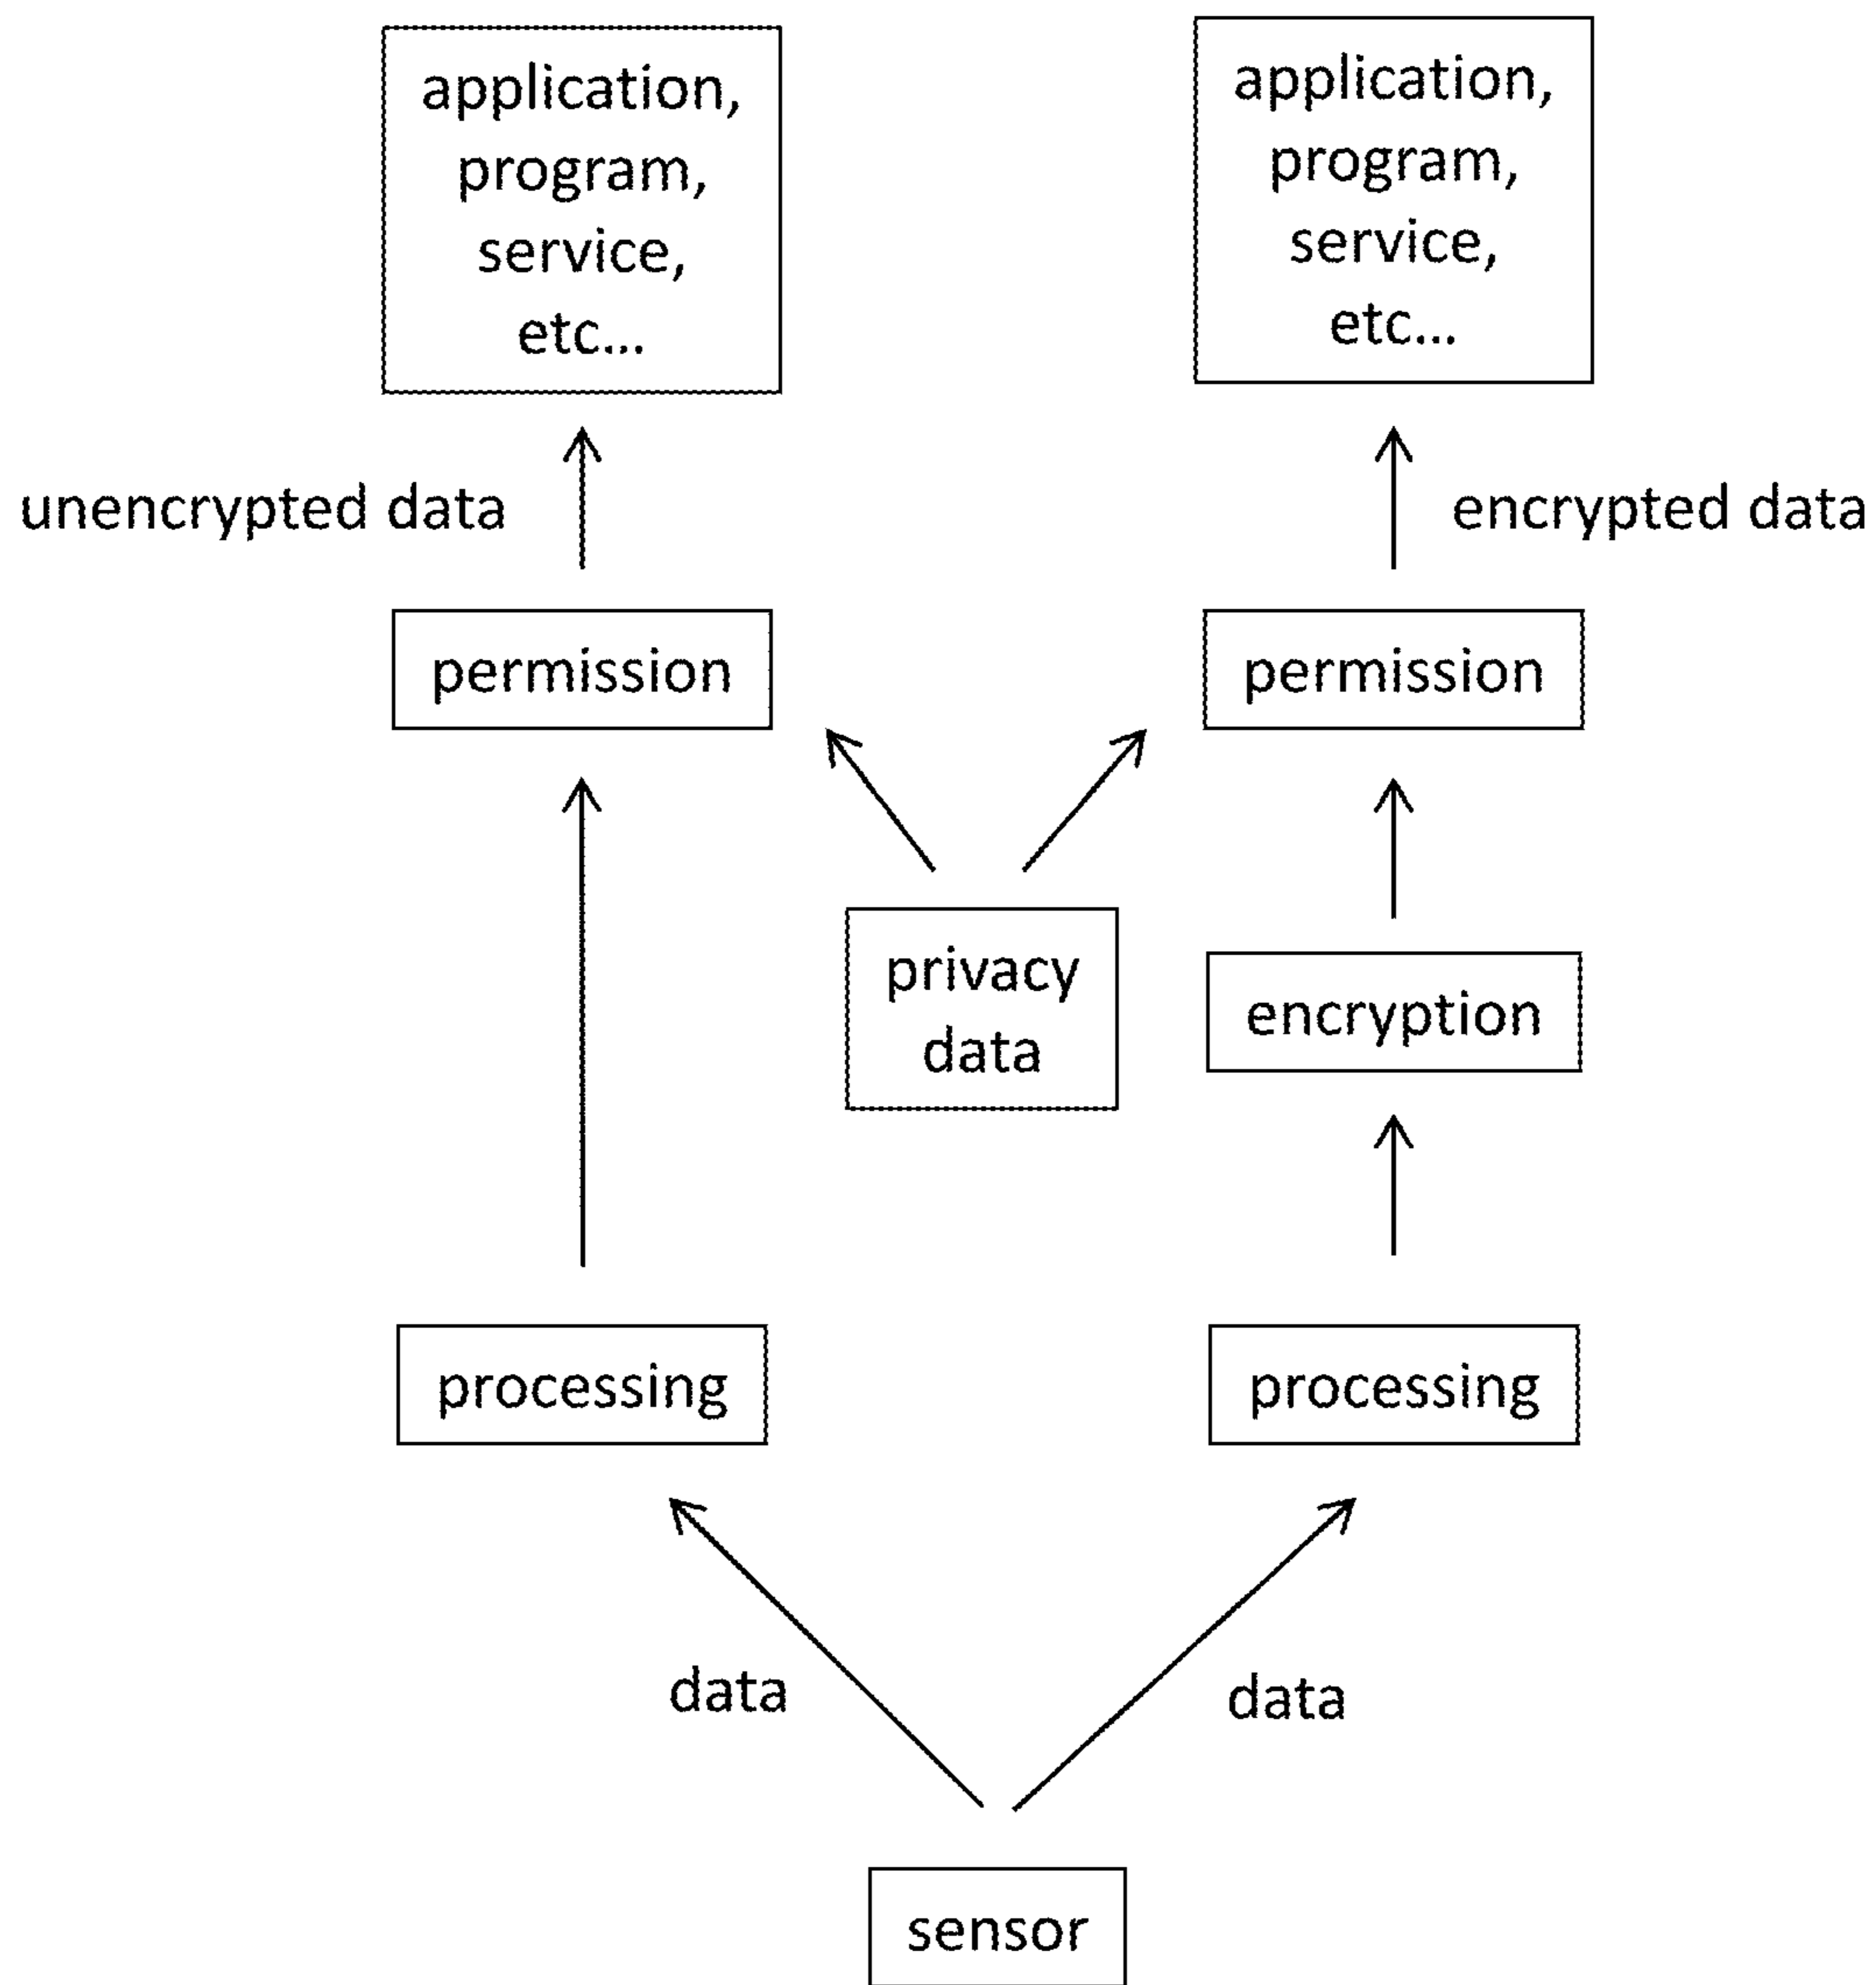 application,
program,
service,
etc...
application,
program,
service,
etc...
unencrypted data
encrypted data
permission
permission
privacy
data
encryption
processing
processing
data
data
sensor